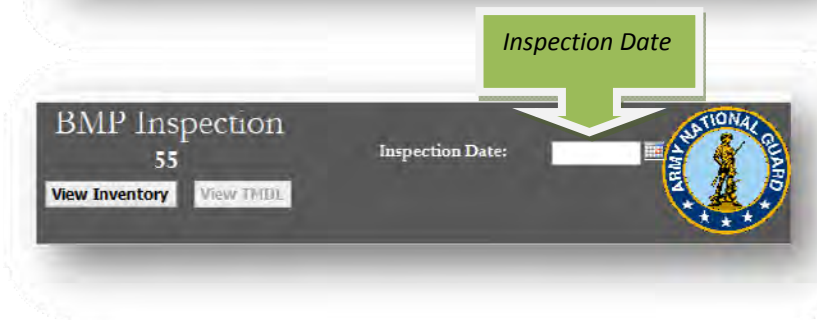 Inspection Date
BMP Inspection
55
Inspection Date:
View Inventory
View TMDL
ARMY NATIONAL GUARD